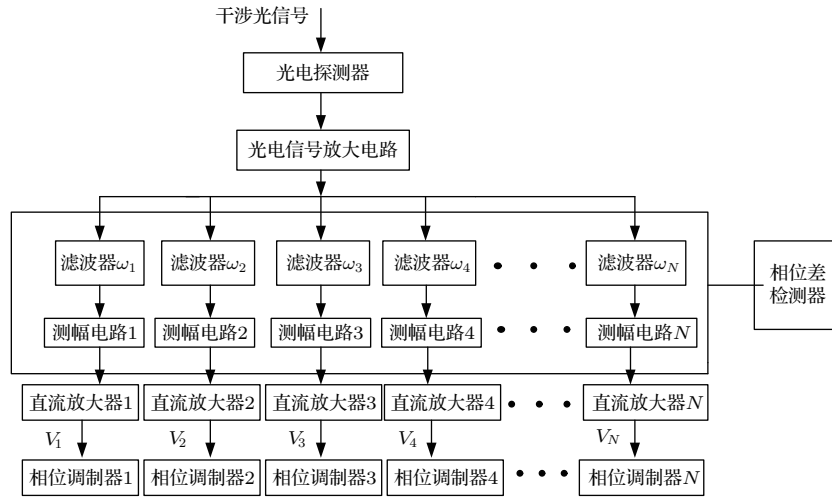 干涉光信号
光电探测器
光电信号放大电路
滤波器ω1 滤波器ω2 滤波器ω3 滤波器ω4 • • • 滤波器ωN
相位差
检测器
测幅电路1 测幅电路2 测幅电路3 测幅电路4 • • • 测幅电路N
直流放大器1 直流放大器2 直流放大器3 直流放大器4 • • • 直流放大器N
V1 V2 V3 V4 VN
相位调制器1 相位调制器2 相位调制器3 相位调制器4 • • • 相位调制器N